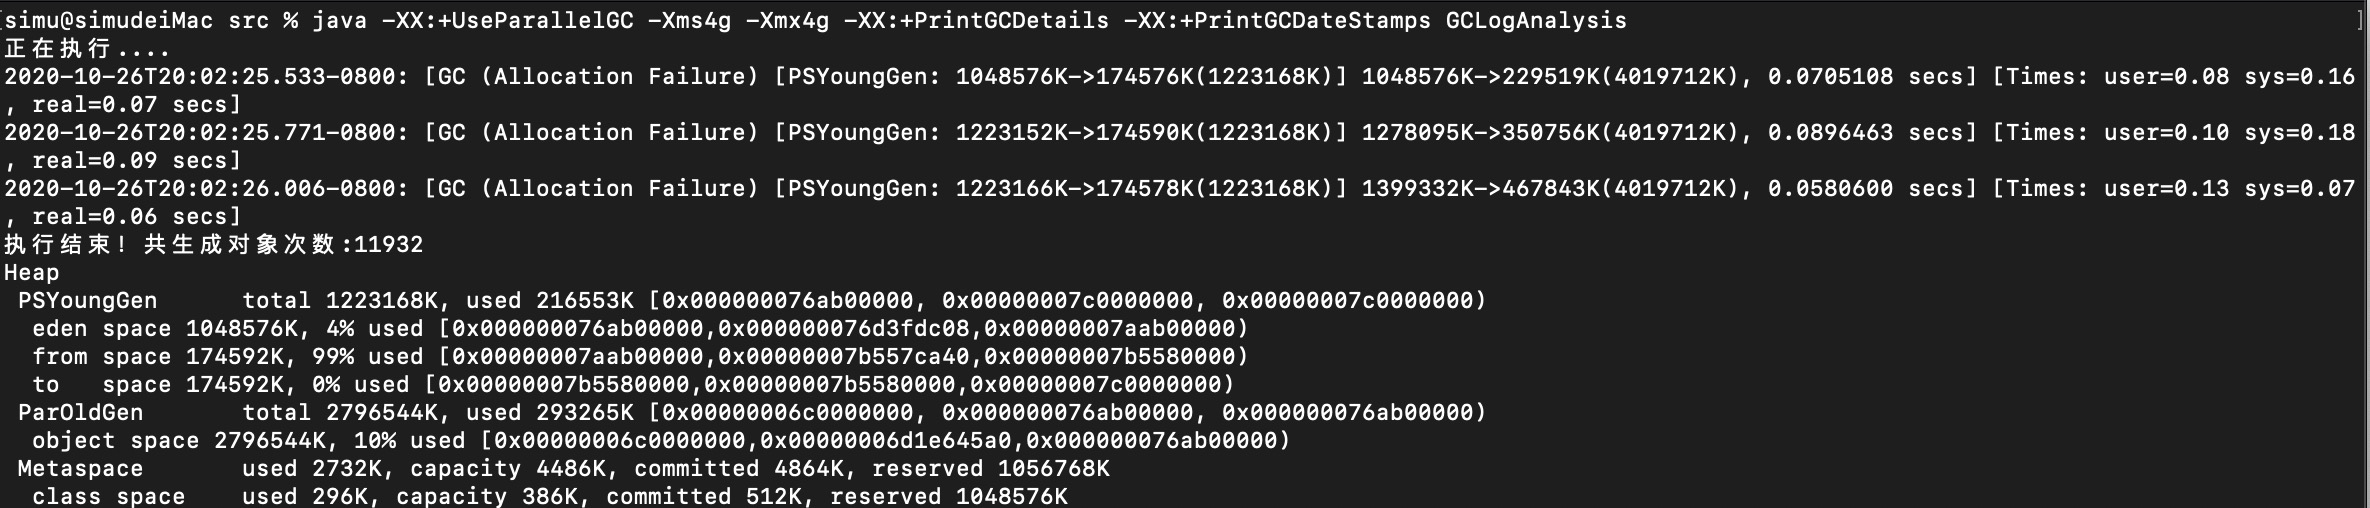 simu@simudeiMac src % java -XX:+UseParallelGC -Xms4g -Xmx4g -XX:+PrintGCDetails -XX:+PrintGCDateStamps GCLogAnalysis
正在执行....
2020-10-26T20:02:25.533-0800: [GC (Allocation Failure) [PSYoungGen: 1048576K->174576K(1223168K)] 1048576K->229519K(4019712K), 0.0705108 secs] [Times: user=0.08 sys=0.16
, real=0.07 secs]
2020-10-26T20:02:25.771-0800: [GC (Allocation Failure) [PSYoungGen: 1223152K->174590K(1223168K)] 1278095K->350756K(4019712K), 0.0896463 secs] [Times: user=0.10 sys=0.18
, real=0.09 secs]
2020-10-26T20:02:26.006-0800: [GC (Allocation Failure) [PSYoungGen: 1223166K->174578K(1223168K)] 1399332K->467843K(4019712K), 0.0580600 secs] [Times: user=0.13 sys=0.07
, real=0.06 secs]
执行结束! 共生成对象次数:11932
Heap
 PSYoungGen      total 1223168K, used 216553K [0x000000076ab00000, 0x00000007c0000000, 0x00000007c0000000)
  eden space 1048576K, 4% used [0x000000076ab00000,0x000000076d3fdc08,0x00000007aab00000)
  from space 174592K, 99% used [0x00000007aab00000,0x00000007b557ca40,0x00000007b5580000)
  to   space 174592K, 0% used [0x00000007b5580000,0x00000007b5580000,0x00000007c0000000)
 ParOldGen       total 2796544K, used 293265K [0x00000006c0000000, 0x000000076ab00000, 0x000000076ab00000)
  object space 2796544K, 10% used [0x00000006c0000000,0x00000006d1e645a0,0x000000076ab00000)
 Metaspace       used 2732K, capacity 4486K, committed 4864K, reserved 1056768K
  class space    used 296K, capacity 386K, committed 512K, reserved 1048576K